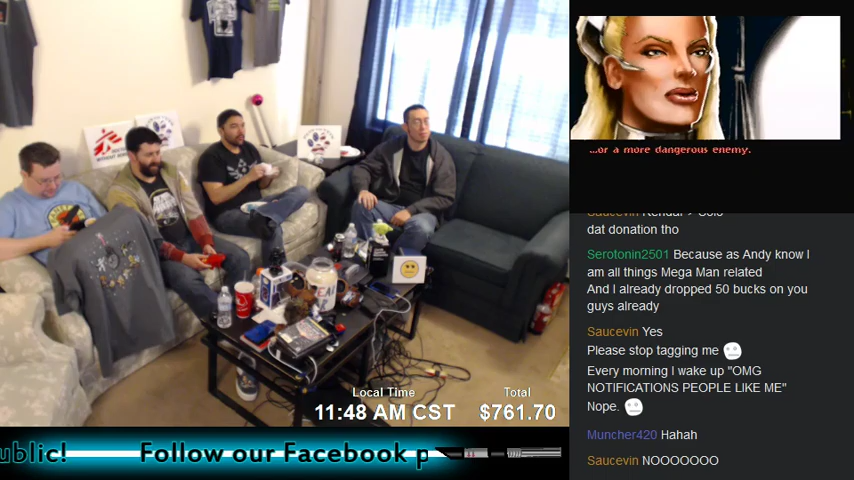 ...or a more dangerous enemy.
dat donation tho
Serotonin2501 Because as Andy know I
am all things Mega Man related
And I already dropped 50 bucks on you
guys already
Saucevin Yes
Please stop tagging me
Every morning I wake up "OMG
NOTIFICATIONS PEOPLE LIKE ME"
Nope.
Muncher420 Hahah
Saucevin NOOOOOOO
Local Time
Total
11:48 AM CST
$761.70
ublic!
Follow our Facebook p